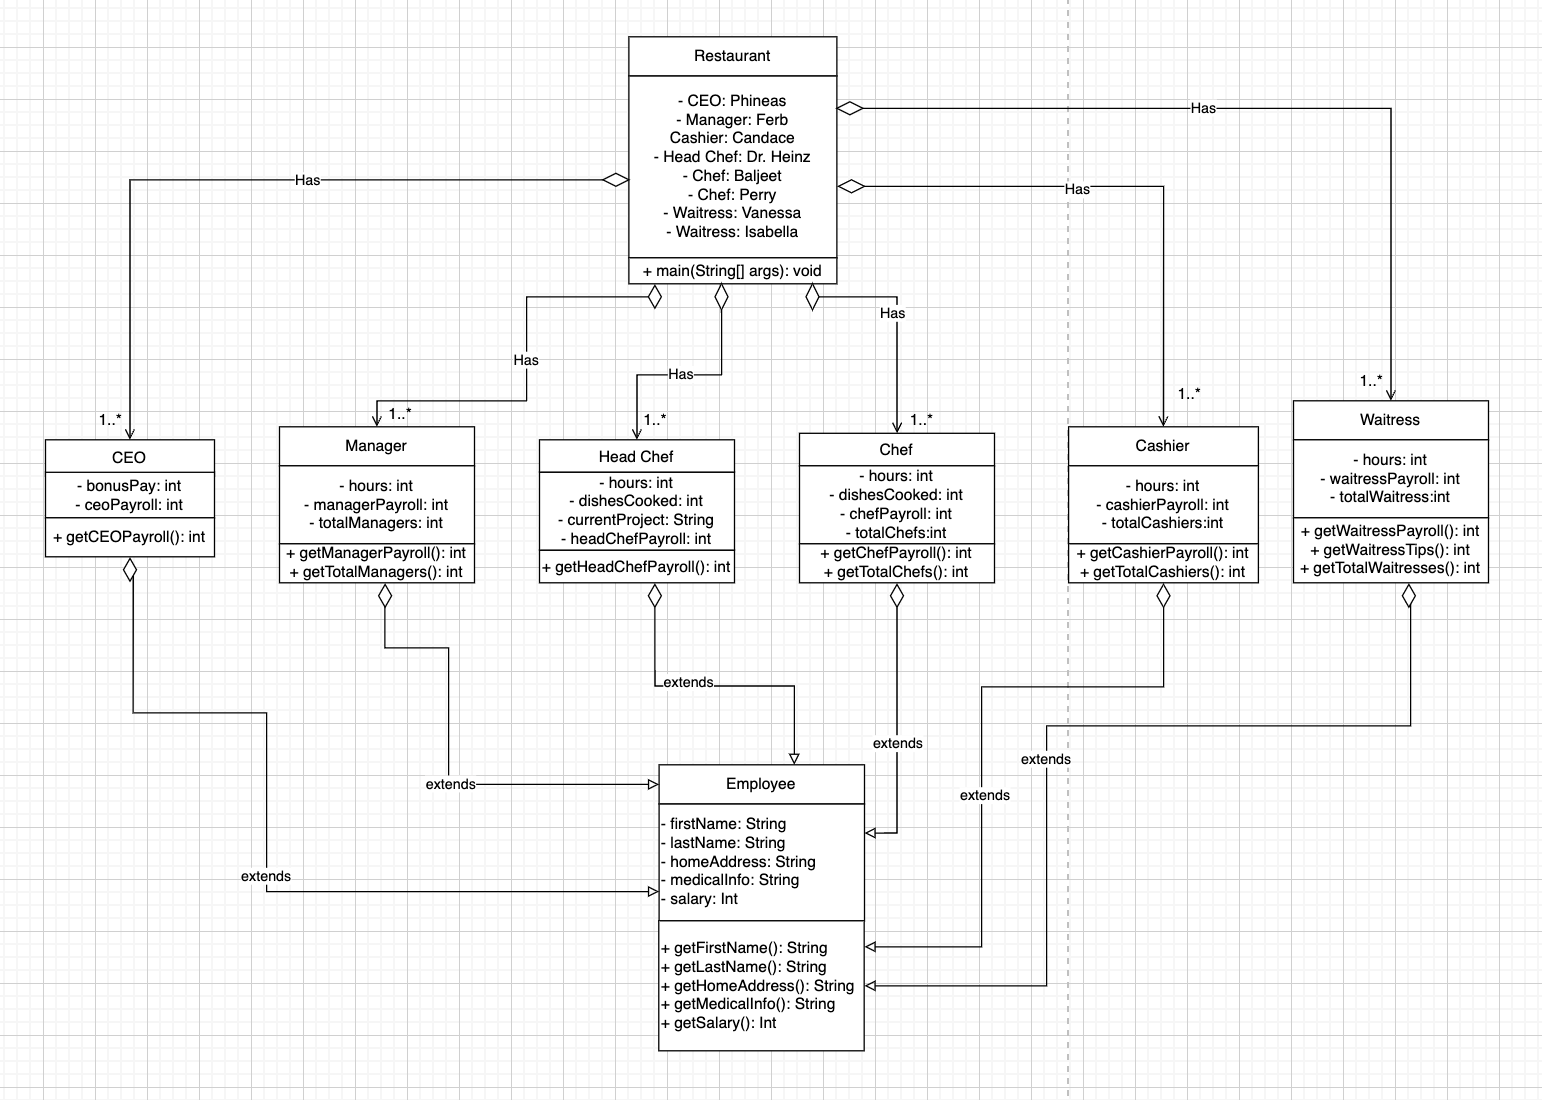 Restaurant
- CEO: Phineas
- Manager: Ferb
Cashier: Candace
- Head Chef: Dr. Heinz
- Chef: Baljeet
- Chef: Perry
- Waitress: Vanessa
- Waitress: Isabella
+ main(String[] args): void
Has
Has
Has
Has
Has
Has
1..*
1..*
1..*
1..*
1..*
1..*
CEO
- bonusPay: int
- ceoPayroll: int
+ getCEOPayroll(): int
Manager
- hours: int
- managerPayroll: int
- totalManagers: int
+ getManagerPayroll(): int
+ getTotalManagers(): int
Head Chef
- hours: int
- dishesCooked: int
- currentProject: String
- headChefPayroll: int
+ getHeadChefPayroll(): int
Chef
- hours: int
- dishesCooked: int
- chefPayroll: int
- totalChefs:int
+ getChefPayroll(): int
+ getTotalChefs(): int
Cashier
- hours: int
- cashierPayroll: int
- totalCashiers:int
+ getCashierPayroll(): int
+ getTotalCashiers(): int
Waitress
- hours: int
- waitressPayroll: int
- totalWaitress:int
+ getWaitressPayroll(): int
+ getWaitressTips(): int
+ getTotalWaitresses(): int
extends
extends
extends
extends
extends
extends
Employee
- firstName: String
- lastName: String
- homeAddress: String
- medicalInfo: String
- salary: Int
+ getFirstName(): String
+ getLastName(): String
+ getHomeAddress(): String
+ getMedicalInfo(): String
+ getSalary(): Int